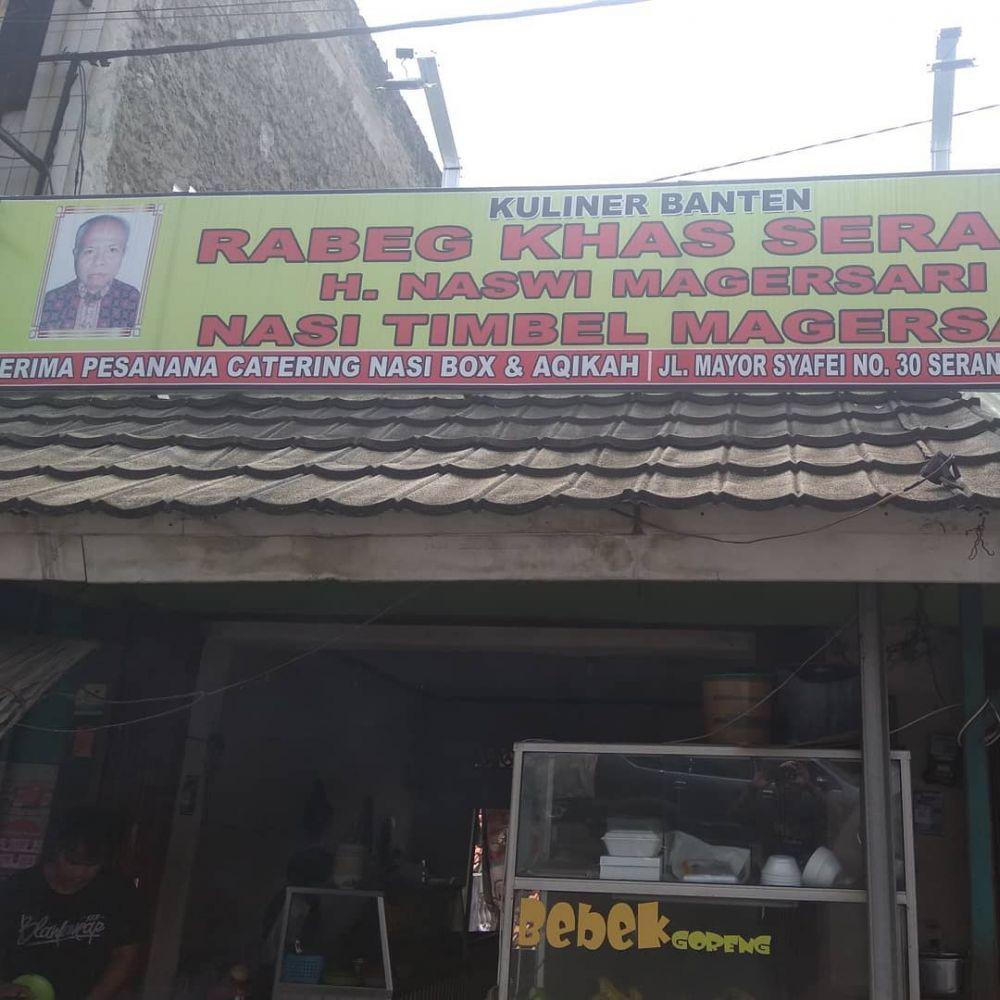 KULINER BANTEN
RABEG KHAS SERA
H. NASWI MAGERSARI
NASI TIMBEL MAGERSA
ERIMA PESANANA CATERING NASI BOX & AQIKAH | JL. MAYOR SYAFEI NO. 30 SERAN
Bebek GORENG